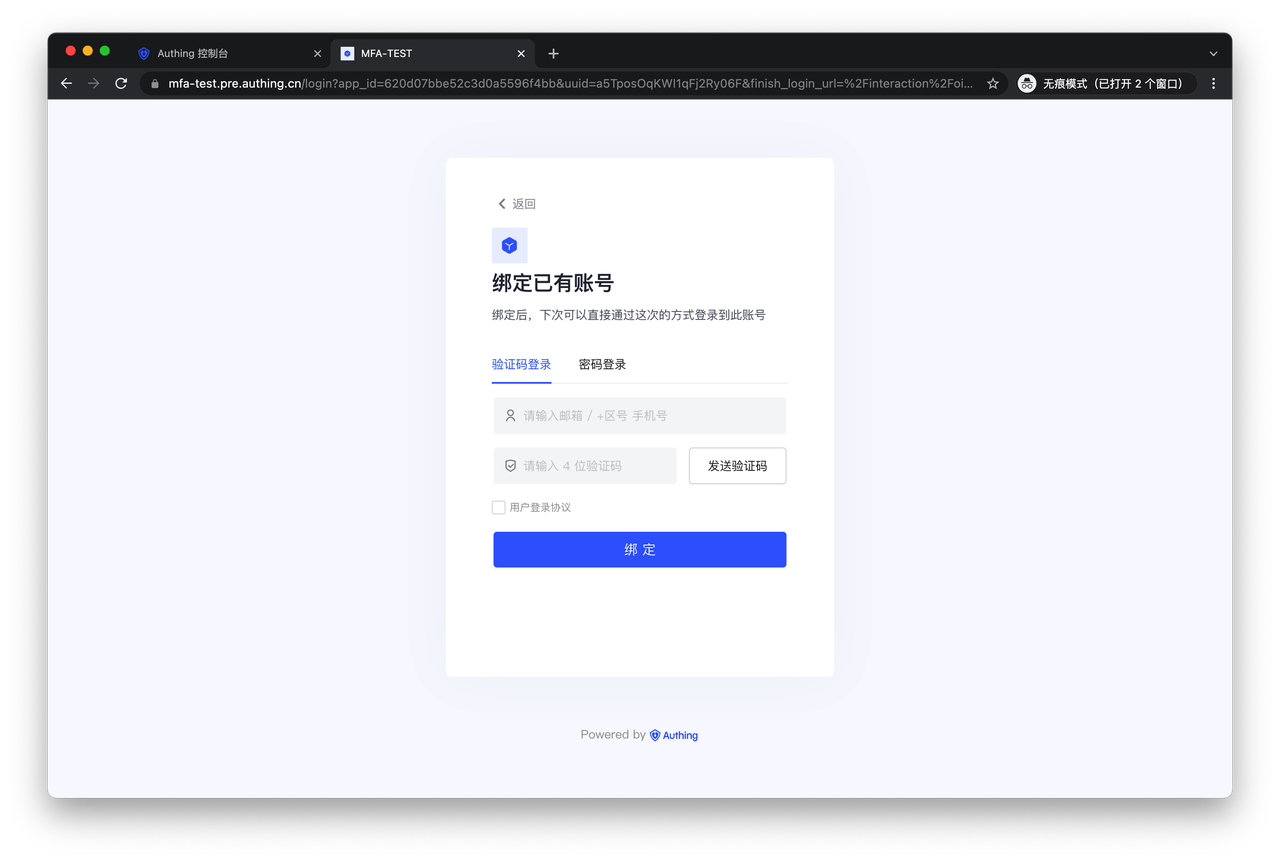 Authing 控制台
MFA-TEST
mfa-test.pre.authing.cn/login?app_id=620d07bbe52c3d0a5596f4bb&uuid=a5TposOqKWI1qFj2Ry06F&finish_login_url=%2Finteraction%2Foi...
无痕模式（已打开 2 个窗口）
返回
绑定已有账号
绑定后，下次可以直接通过这次的方式登录到此账号
验证码登录 密码登录
请输入邮箱 / +区号 手机号
请输入 4 位验证码 发送验证码
用户登录协议
绑 定
Powered by Authing